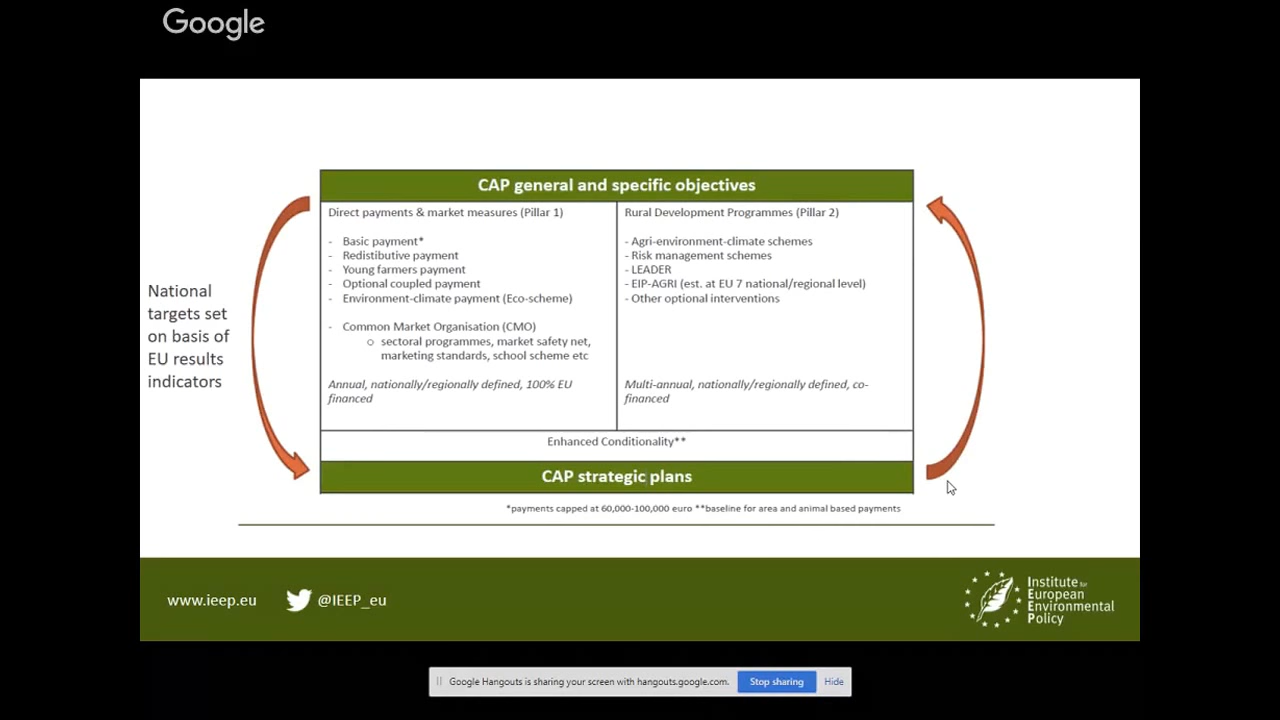 Google
CAP general and specific objectives
Direct payments & market measures (Pillar 1)
- Basic payment*
- Redistibutive payment
- Young farmers payment
- Optional coupled payment
- Environment-climate payment (Eco-scheme)
- Common Market Organisation (CMO)
o sectoral programmes, market safety net,
marketing standards, school scheme etc
Annual, nationally/regionally defined, 100% EU
financed
Rural Development Programmes (Pillar 2)
- Agri-environment-climate schemes
- Risk management schemes
- LEADER
- EIP-AGRI (est. at EU 7 national/regional level)
- Other optional interventions
Multi-annual, nationally/regionally defined, co-
financed
National
targets set
on basis of
EU results
indicators
Enhanced Conditionality**
CAP strategic plans
*payments capped at 60,000-100,000 euro **baseline for area and animal based payments
www.ieep.eu
@IEEP_eu
Institute for
European
Environmental
Policy
Google Hangouts is sharing your screen with hangouts.google.com.
Stop sharing
Hide